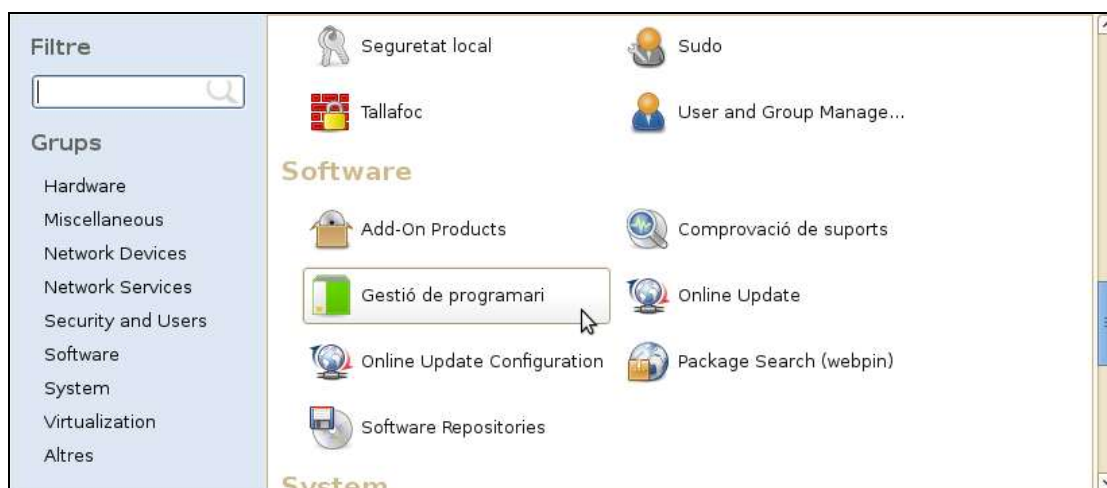 Filtre
Grups
Hardware
Miscellaneous
Network Devices
Network Services
Security and Users
Software
System
Virtualization
Altres
Seguretat local
Sudo
Tallafoc
User and Group Manage...
Software
Add-On Products
Comprovació de suports
Gestió de programari
Online Update
Online Update Configuration
Package Search (webpin)
Software Repositories
System